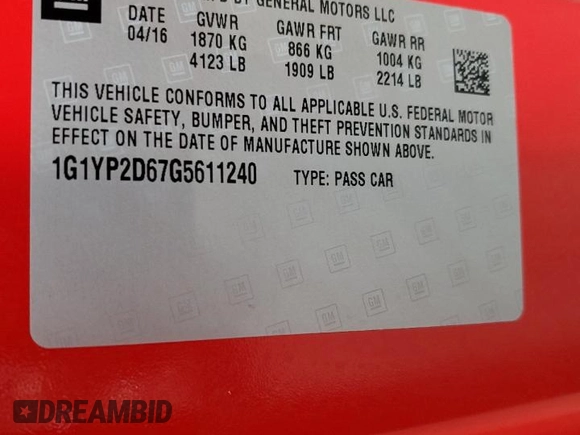 BY GENERAL MOTORS LLC
DATE GVWR GAWR FRT GAWR RR
04/16 1870 KG 866 KG 1004 KG
4123 LB 1909 LB 2214 LB
THIS VEHICLE CONFORMS TO ALL APPLICABLE U.S. FEDERAL MOTOR
VEHICLE SAFETY, BUMPER, AND THEFT PREVENTION STANDARDS IN
EFFECT ON THE DATE OF MANUFACTURE SHOWN ABOVE.
1G1YP2D67G5611240 TYPE: PASS CAR
GM
DREAMBID